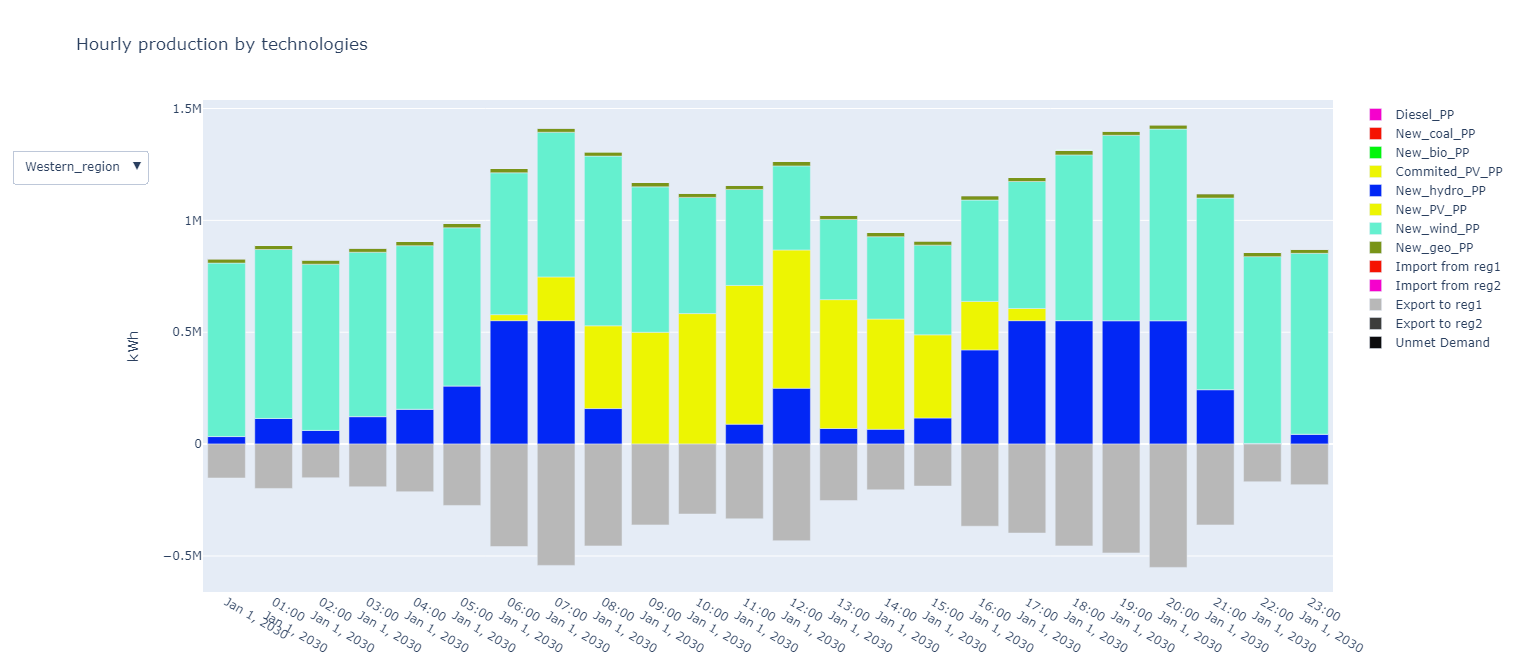 Hourly production by technologies
Western_region ▼
kWh
1.5M
1M
0.5M
0
−0.5M
Jan 1, 2030
01:00
Jan 1, 2030
02:00
Jan 1, 2030
03:00
Jan 1, 2030
04:00
Jan 1, 2030
05:00
Jan 1, 2030
06:00
Jan 1, 2030
07:00
Jan 1, 2030
08:00
Jan 1, 2030
09:00
Jan 1, 2030
10:00
Jan 1, 2030
11:00
Jan 1, 2030
12:00
Jan 1, 2030
13:00
Jan 1, 2030
14:00
Jan 1, 2030
15:00
Jan 1, 2030
16:00
Jan 1, 2030
17:00
Jan 1, 2030
18:00
Jan 1, 2030
19:00
Jan 1, 2030
20:00
Jan 1, 2030
21:00
Jan 1, 2030
22:00
Jan 1, 2030
23:00
Jan 1, 2030
Diesel_PP
New_coal_PP
New_bio_PP
Commited_PV_PP
New_hydro_PP
New_PV_PP
New_wind_PP
New_geo_PP
Import from reg1
Import from reg2
Export to reg1
Export to reg2
Unmet Demand